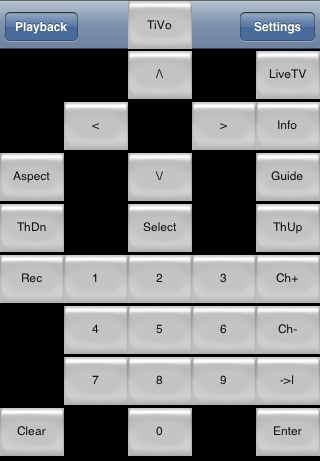 Playback TiVo Settings
/\ LiveTV
< > Info
Aspect \/ Guide
ThDn Select ThUp
Rec 1 2 3 Ch+
4 5 6 Ch-
7 8 9 ->|
Clear 0 Enter